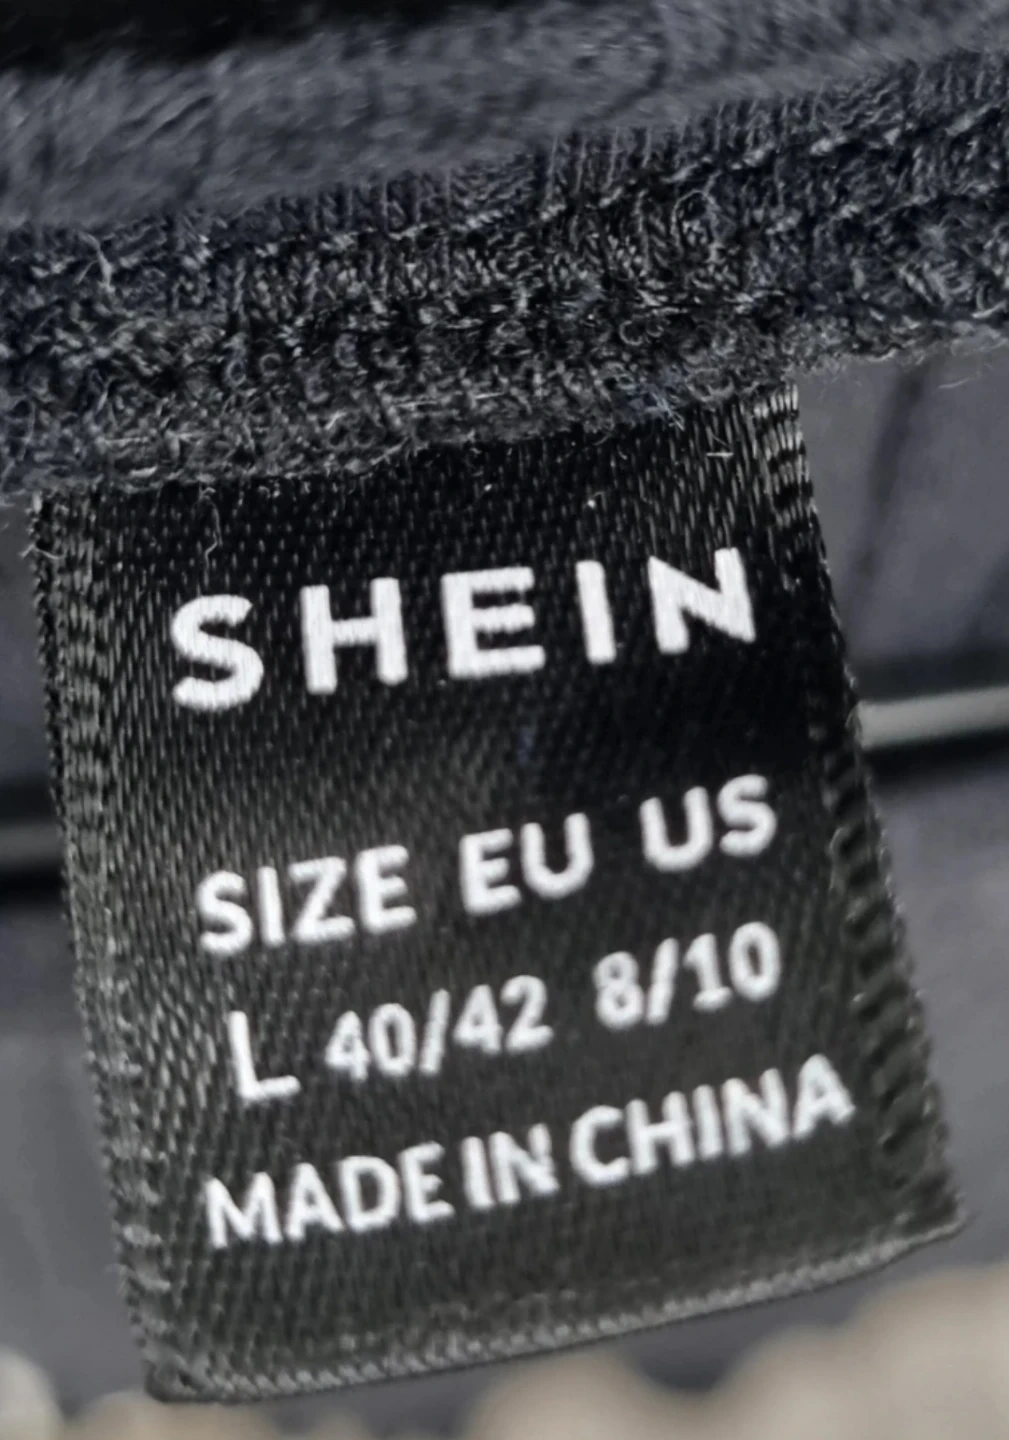 SHEIN
SIZE EU US
L 40/42 8/10
MADE IN CHINA